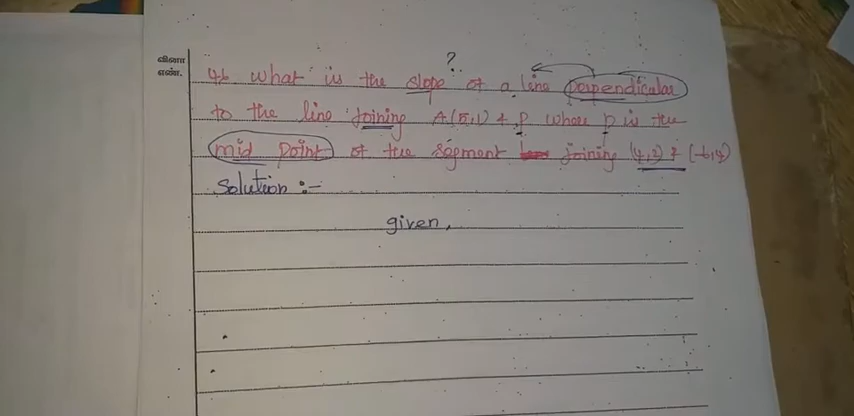 வினா
எண்.
?
46. What is the slope of a line perpendicular
to the line joining A(5,1) & P where P is the
mid point of the segment joining (4,2) & (-6,4)
Solution :-
given,